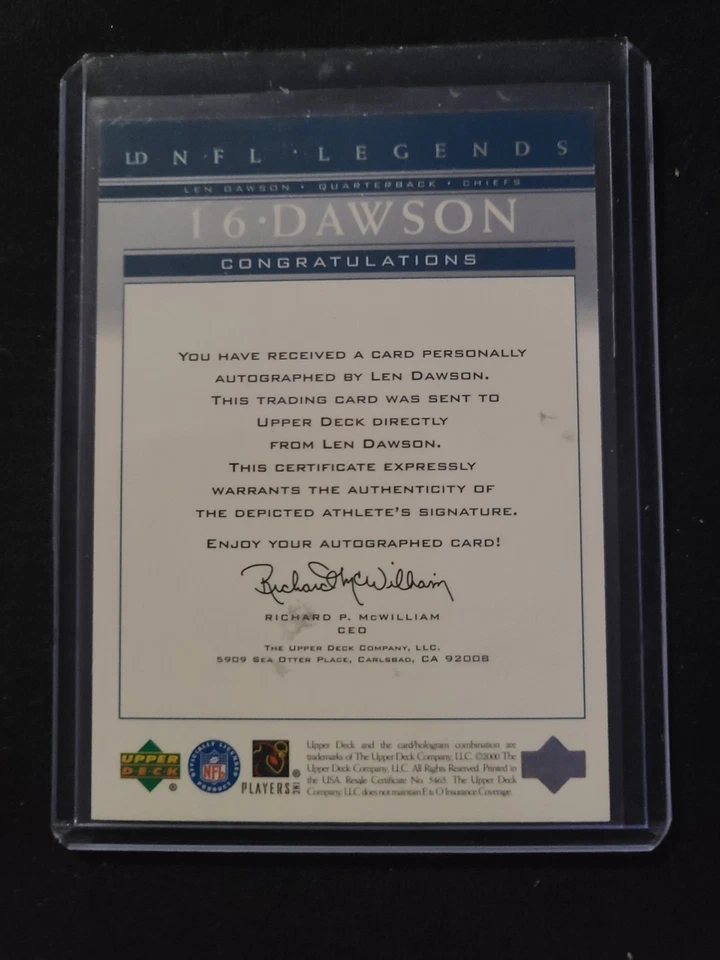 LD NFL · LEGENDS
LEN DAWSON · QUARTERBACK · CHIEFS
16·DAWSON
CONGRATULATIONS
YOU HAVE RECEIVED A CARD PERSONALLY
AUTOGRAPHED BY LEN DAWSON.
THIS TRADING CARD WAS SENT TO
UPPER DECK DIRECTLY
FROM LEN DAWSON.
THIS CERTIFICATE EXPRESSLY
WARRANTS THE AUTHENTICITY OF
THE DEPICTED ATHLETE'S SIGNATURE.
ENJOY YOUR AUTOGRAPHED CARD!
Richard McWilliam
RICHARD P. MCWILLIAM
CEO
THE UPPER DECK COMPANY, LLC.
5909 SEA OTTER PLACE, CARLSBAD, CA 92008
UPPER
DECK ®
OFFICIALLY LICENSED
NFL
PRODUCT
PLAYERS INC ®
Upper Deck and the card/hologram combination are
trademarks of The Upper Deck Company, LLC. ©2000 The
Upper Deck Company, LLC. All Rights Reserved. Printed in
the USA. Resale Certificate No. 5465. The Upper Deck
Company, LLC does not maintain E & O Insurance Coverage.